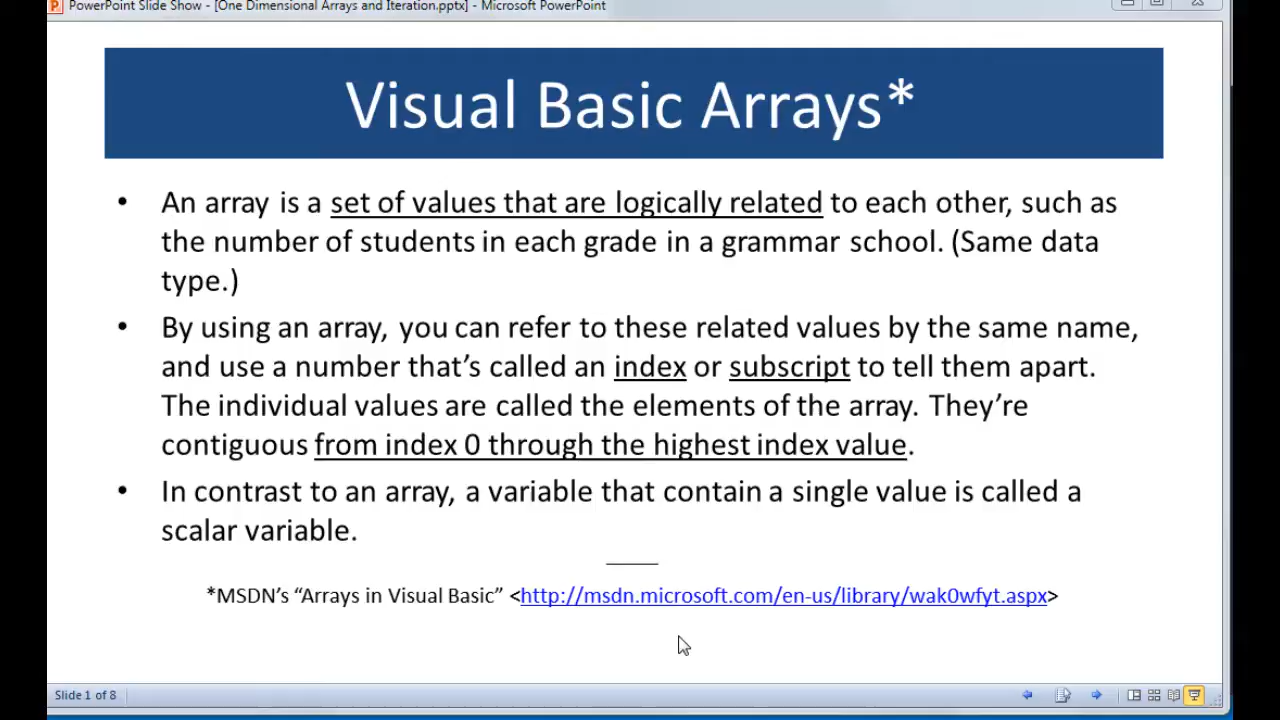 PowerPoint Slide Show - [One Dimensional Arrays and Iteration.pptx] - Microsoft PowerPoint
Visual Basic Arrays*
• An array is a set of values that are logically related to each other, such as
the number of students in each grade in a grammar school. (Same data
type.)
• By using an array, you can refer to these related values by the same name,
and use a number that’s called an index or subscript to tell them apart.
The individual values are called the elements of the array. They’re
contiguous from index 0 through the highest index value.
• In contrast to an array, a variable that contain a single value is called a
scalar variable.
*MSDN’s “Arrays in Visual Basic” <http://msdn.microsoft.com/en-us/library/wak0wfyt.aspx>
Slide 1 of 8